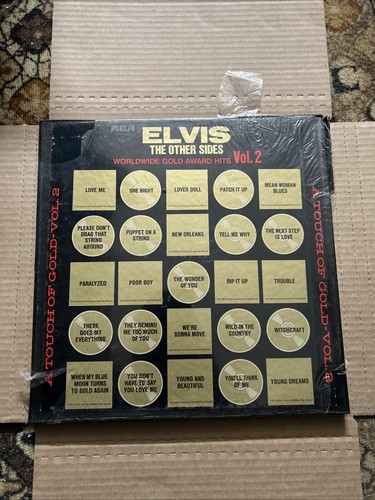 RCA
ELVIS
THE OTHER SIDES
WORLDWIDE GOLD AWARD HITS Vol. 2
A TOUCH OF GOLD-VOL. 2
A TOUCH OF GOLD-VOL. 2
LOVE ME
ONE NIGHT
LOVER DOLL
PATCH IT UP
MEAN WOMAN
BLUES
PLEASE DON'T
DRAG THAT
STRING
AROUND
PUPPET ON A
STRING
NEW ORLEANS
TELL ME WHY
THE NEXT STEP
IS LOVE
PARALYZED
POOR BOY
THE WONDER
OF YOU
RIP IT UP
TROUBLE
THERE
GOES MY
EVERYTHING
THEY REMIND
ME TOO MUCH
OF YOU
WE'RE
GONNA MOVE
WILD IN THE
COUNTRY
WITCHCRAFT
WHEN MY BLUE
MOON TURNS
TO GOLD AGAIN
YOU DON'T
HAVE TO SAY
YOU LOVE ME
YOUNG AND
BEAUTIFUL
YOU'LL THINK
OF ME
YOUNG DREAMS